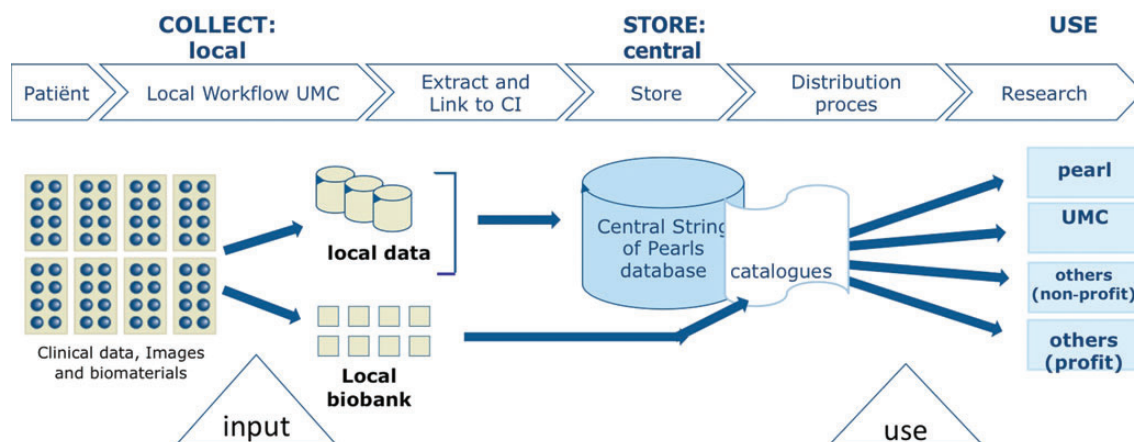 COLLECT:
local
STORE:
central
USE
Patiënt
Local Workflow UMC
Extract and
Link to CI
Store
Distribution
proces
Research
local data
Local
biobank
Clinical data, Images
and biomaterials
Central String
of Pearls
database
catalogues
pearl
UMC
others
(non-profit)
others
(profit)
input
use